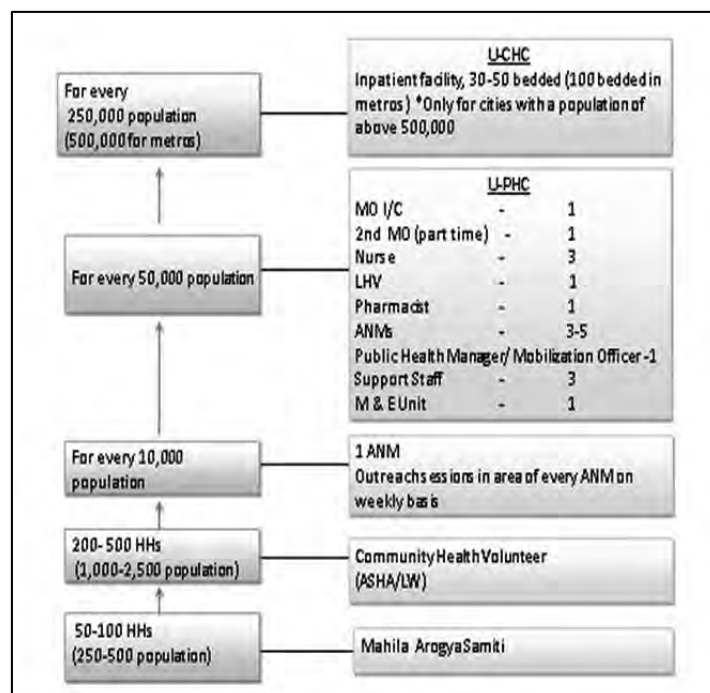 For every
250,000 population
(500,000 for metros)
U-CHC
Inpatient facility, 30-50 bedded (100 bedded in
metros) *Only for cities with a population of
above 500,000
For every 50,000 population
U-PHC
MO I/C - 1
2nd MO (part time) - 1
Nurse - 3
LHV - 1
Pharmacist - 1
ANMs - 3-5
Public Health Manager/ Mobilization Officer -1
Support Staff - 3
M & E Unit - 1
For every 10,000
population
1 ANM
Outreach sessions in area of every ANM on
weekly basis
200- 500 HHs
(1,000-2,500 population)
Community Health Volunteer
(ASHA/LW)
50-100 HHs
(250-500 population)
Mahila Arogya Samiti